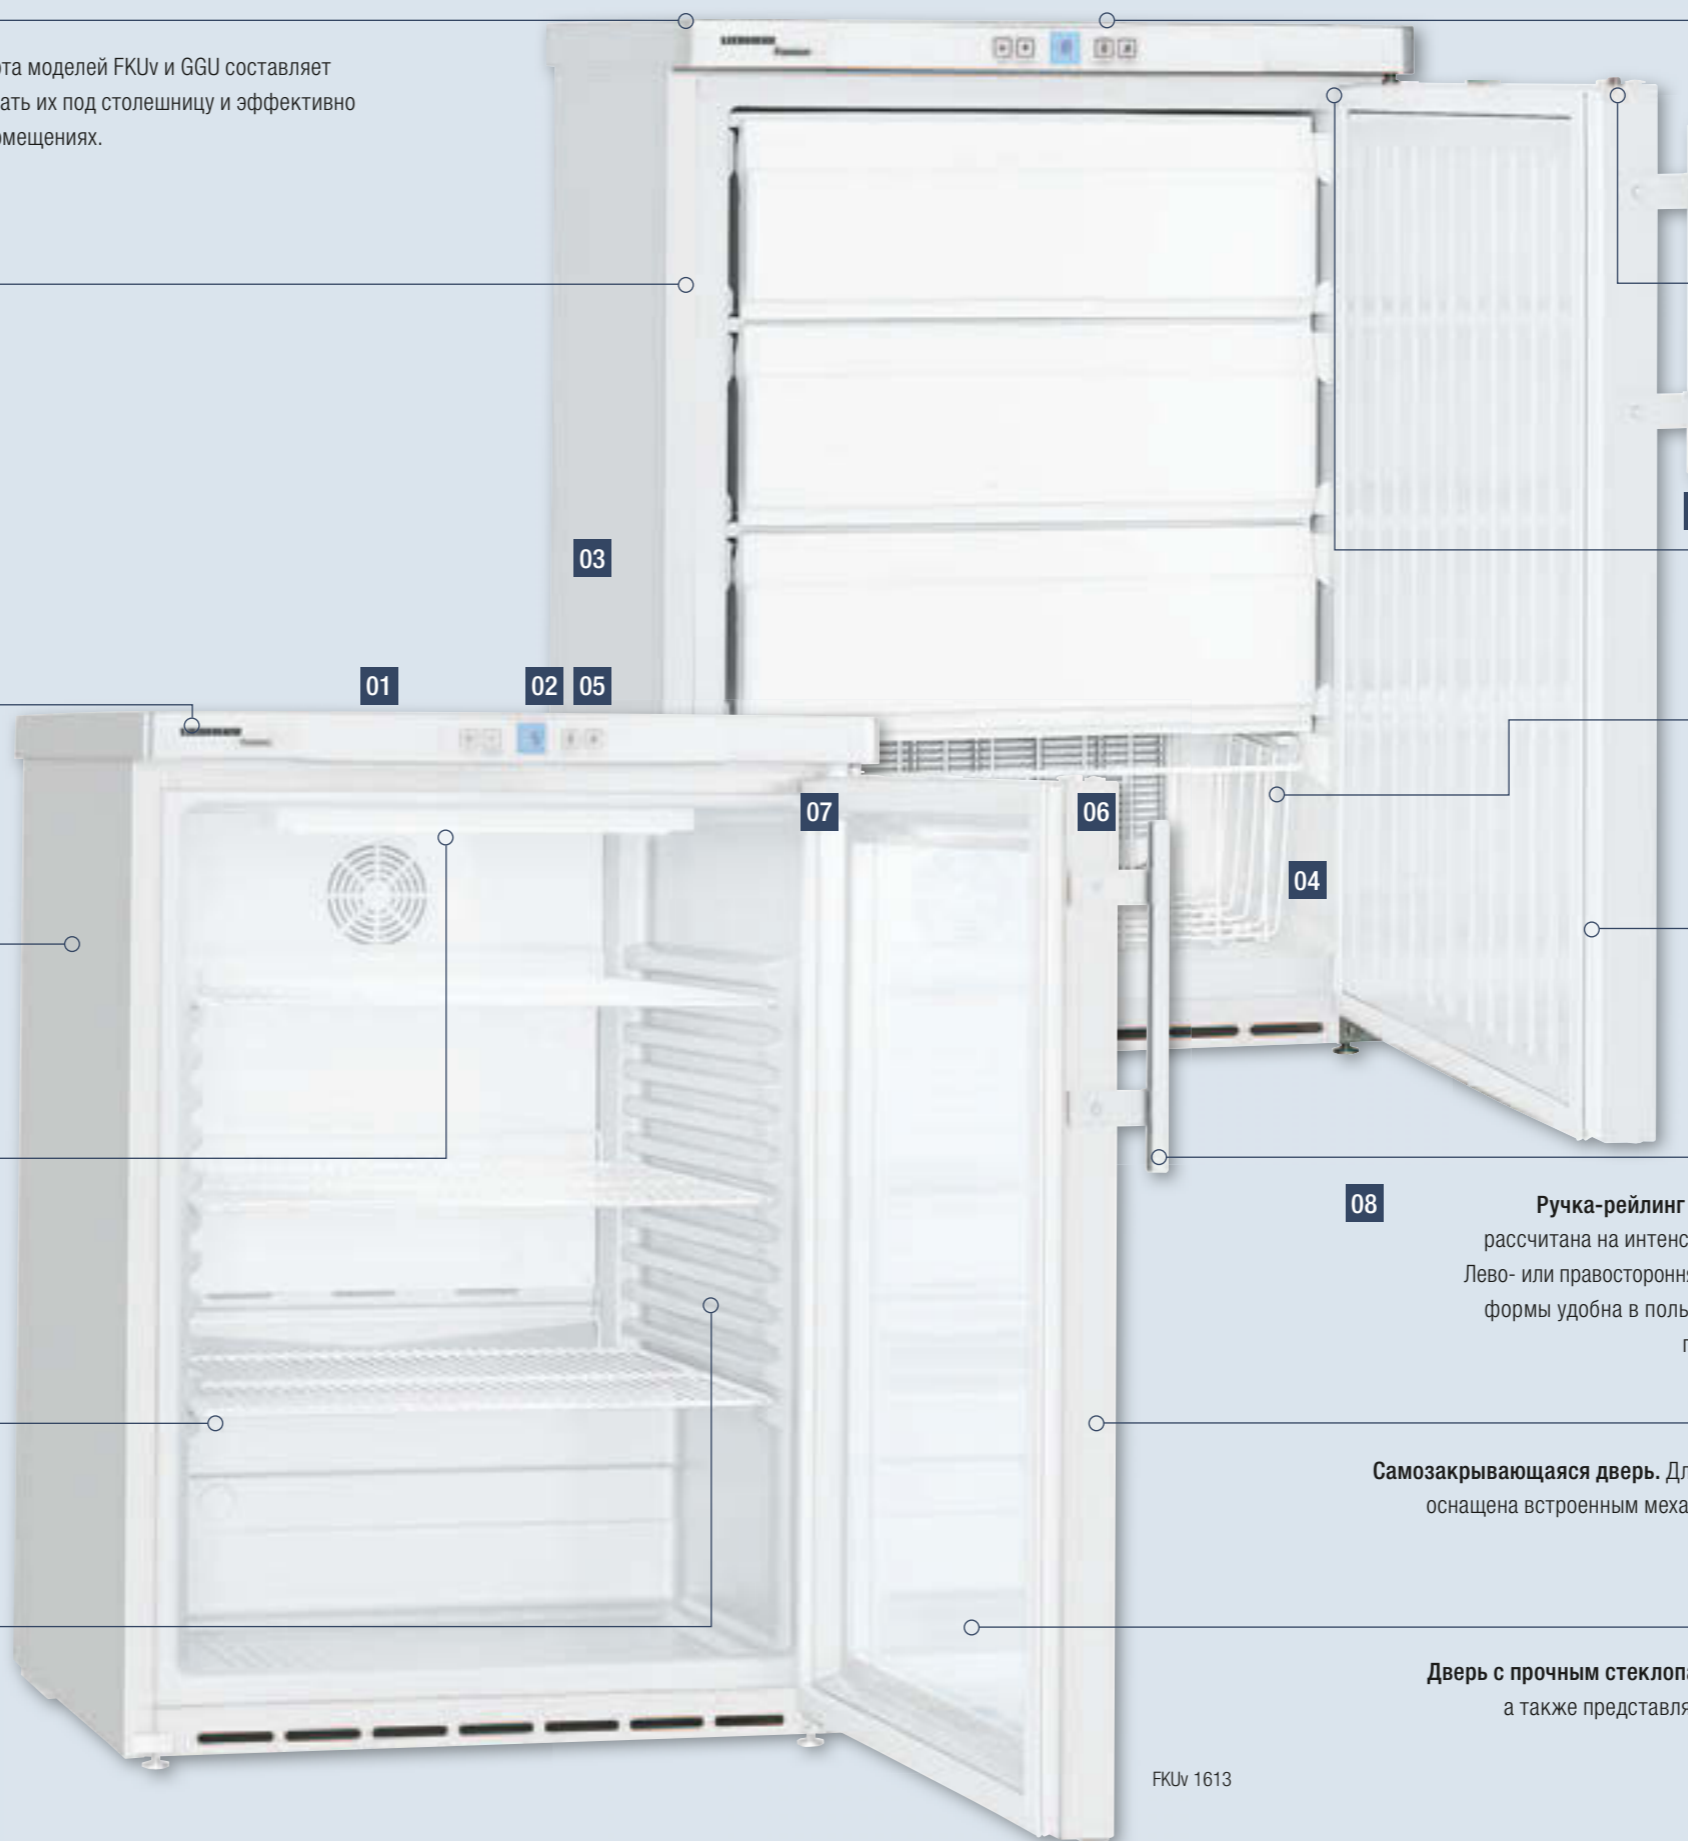 ота моделей FKUv и GGU составляет
ать их под столешницу и эффективно
омещениях.
LIEBHERR
03
01
02 05
LIEBHERR
07
06
04
08
Ручка-рейлинг
рассчитана на интенс
Лево- или правосторонн
формы удобна в поль
Самозакрывающаяся дверь. Дл
оснащена встроенным меха
Дверь с прочным стеклопа
а также представля
FKUv 1613